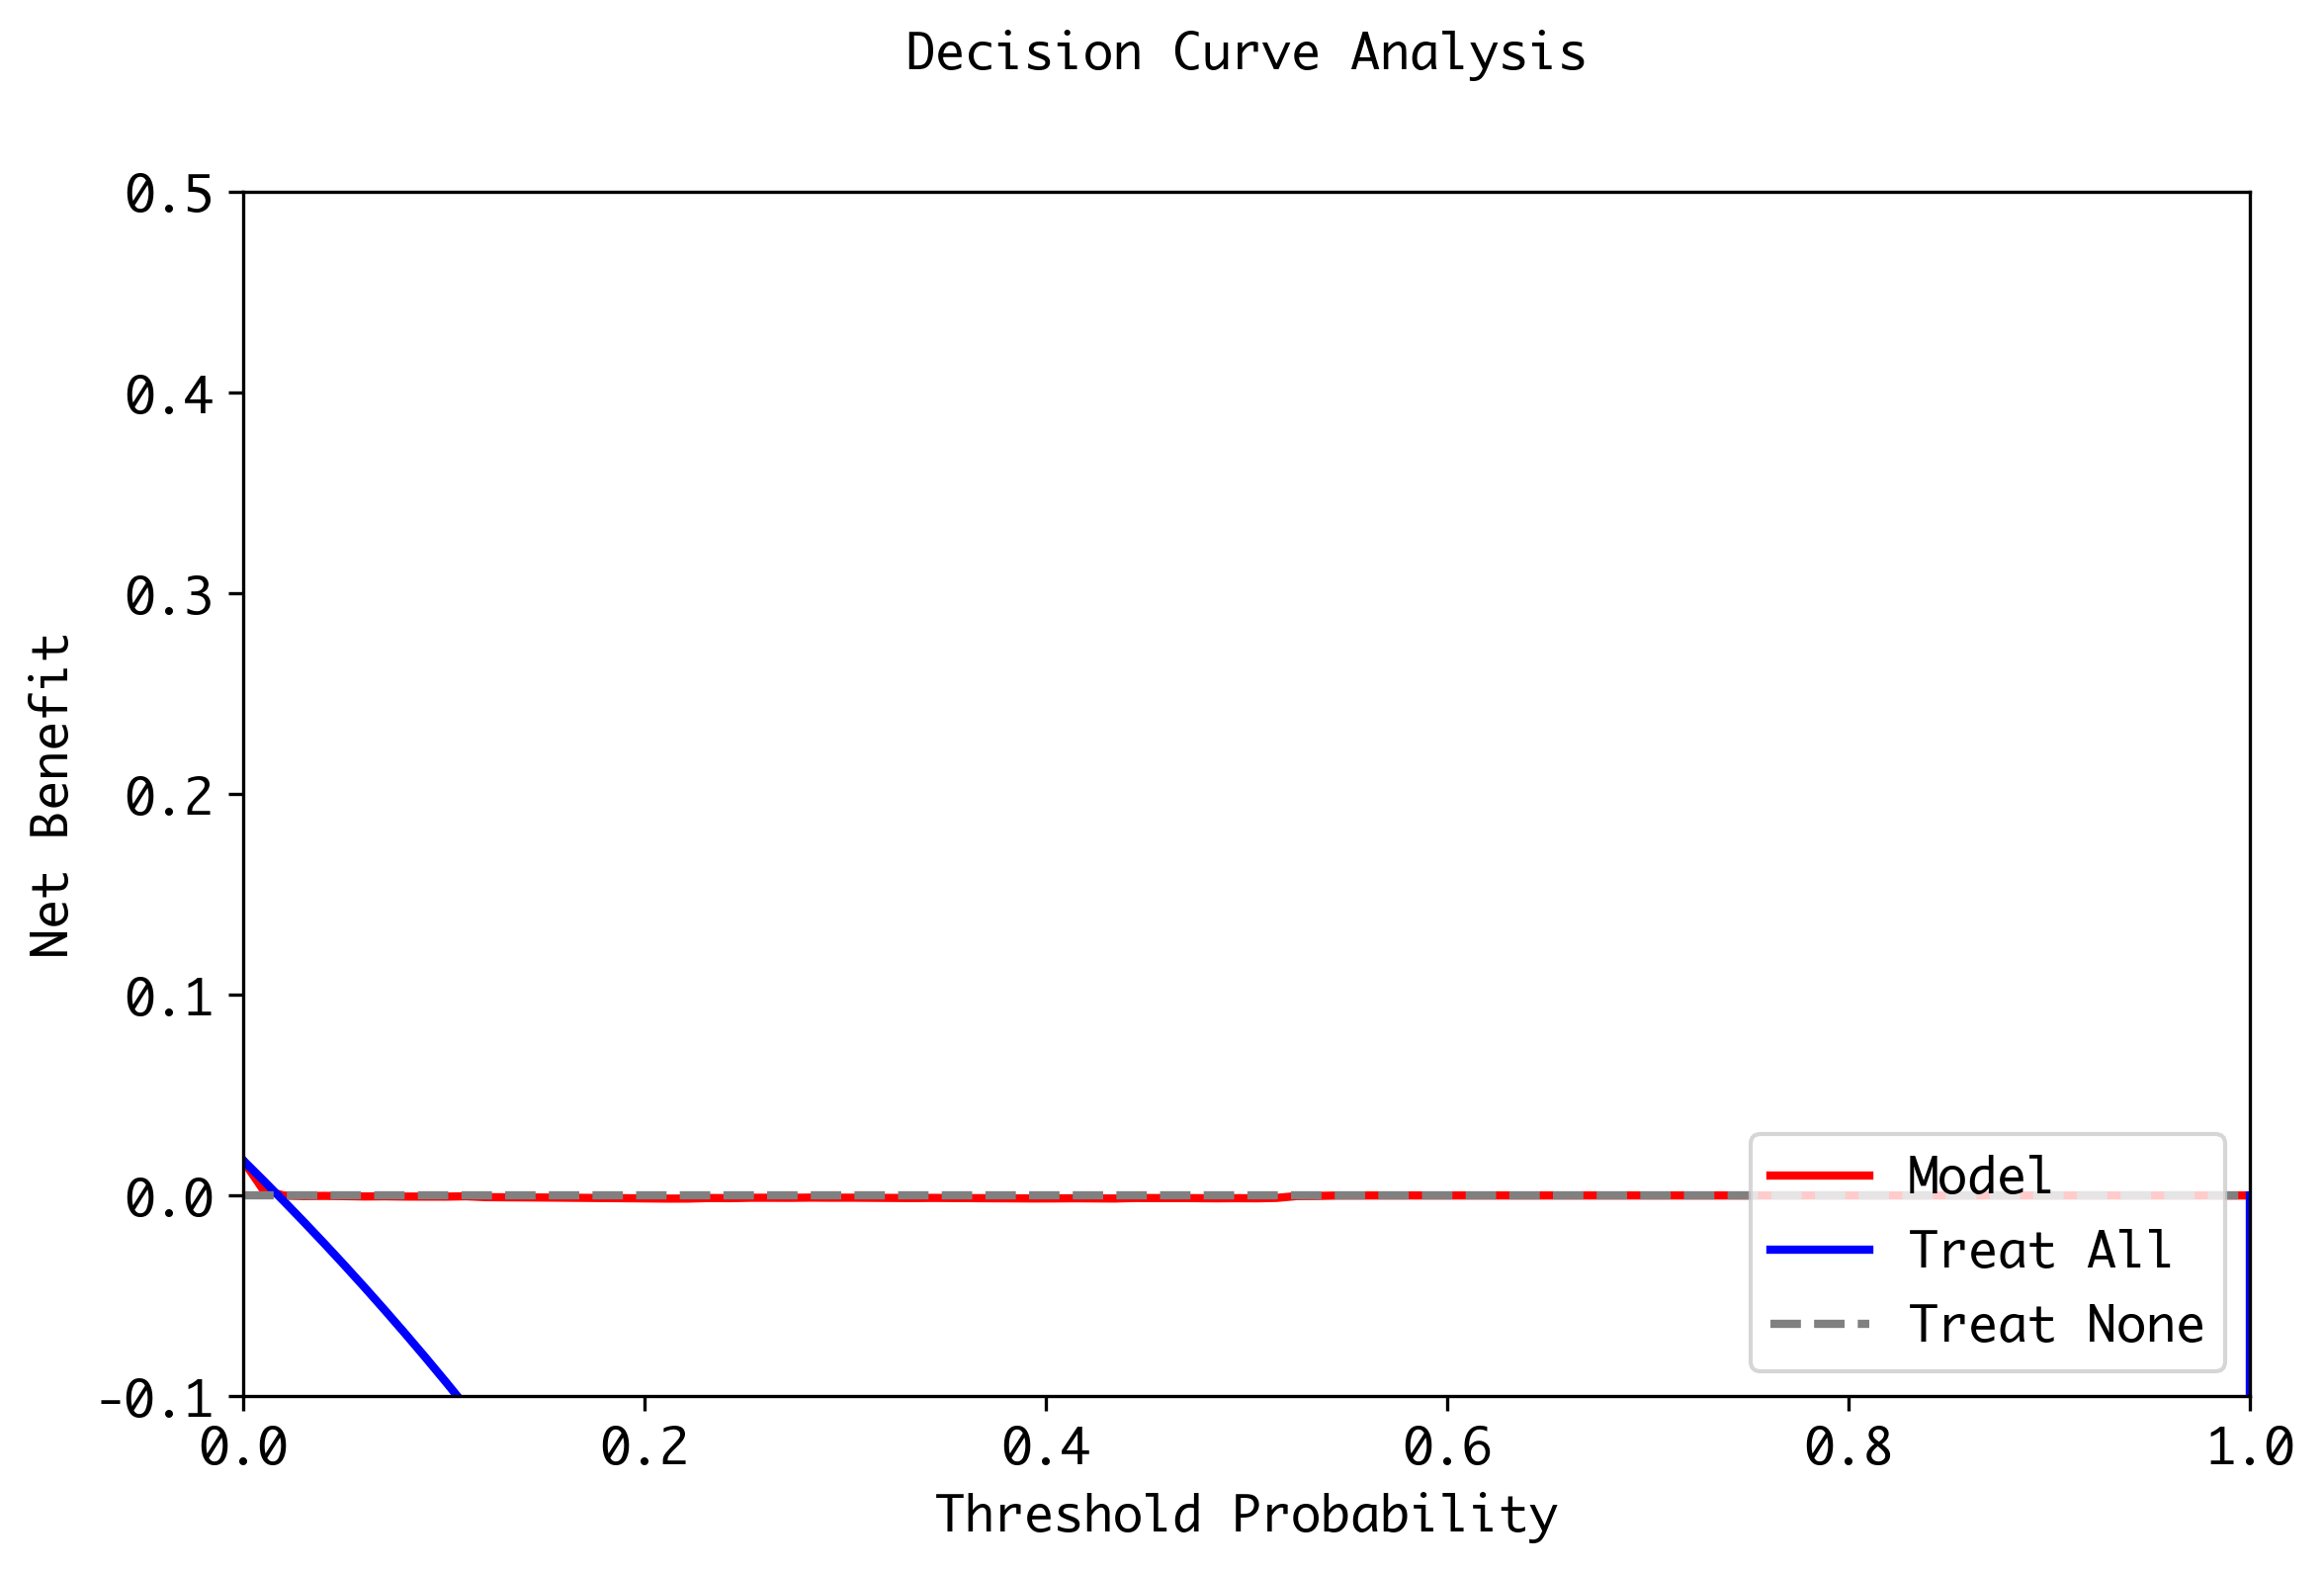 Decision Curve Analysis
0.5
0.4
0.3
0.2
0.1
0.0
-0.1
Net Benefit
0.0 0.2 0.4 0.6 0.8 1.0
Threshold Probability
Model
Treat All
Treat None